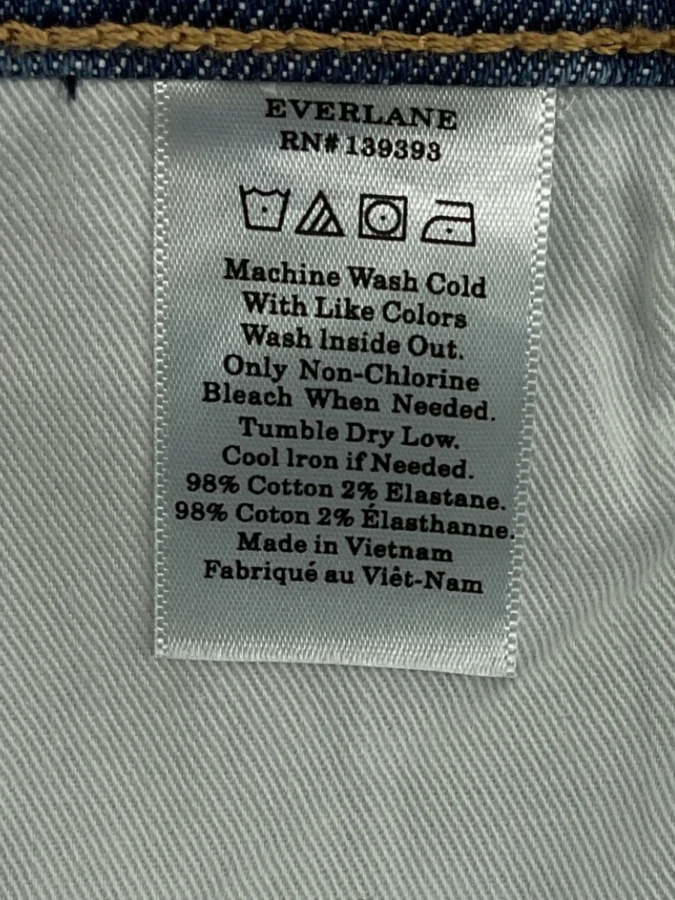 EVERLANE
RN# 139393
Machine Wash Cold
With Like Colors
Wash Inside Out.
Only Non-Chlorine
Bleach When Needed.
Tumble Dry Low.
Cool Iron if Needed.
98% Cotton 2% Elastane.
98% Coton 2% Élasthanne.
Made in Vietnam
Fabriqué au Viêt-Nam